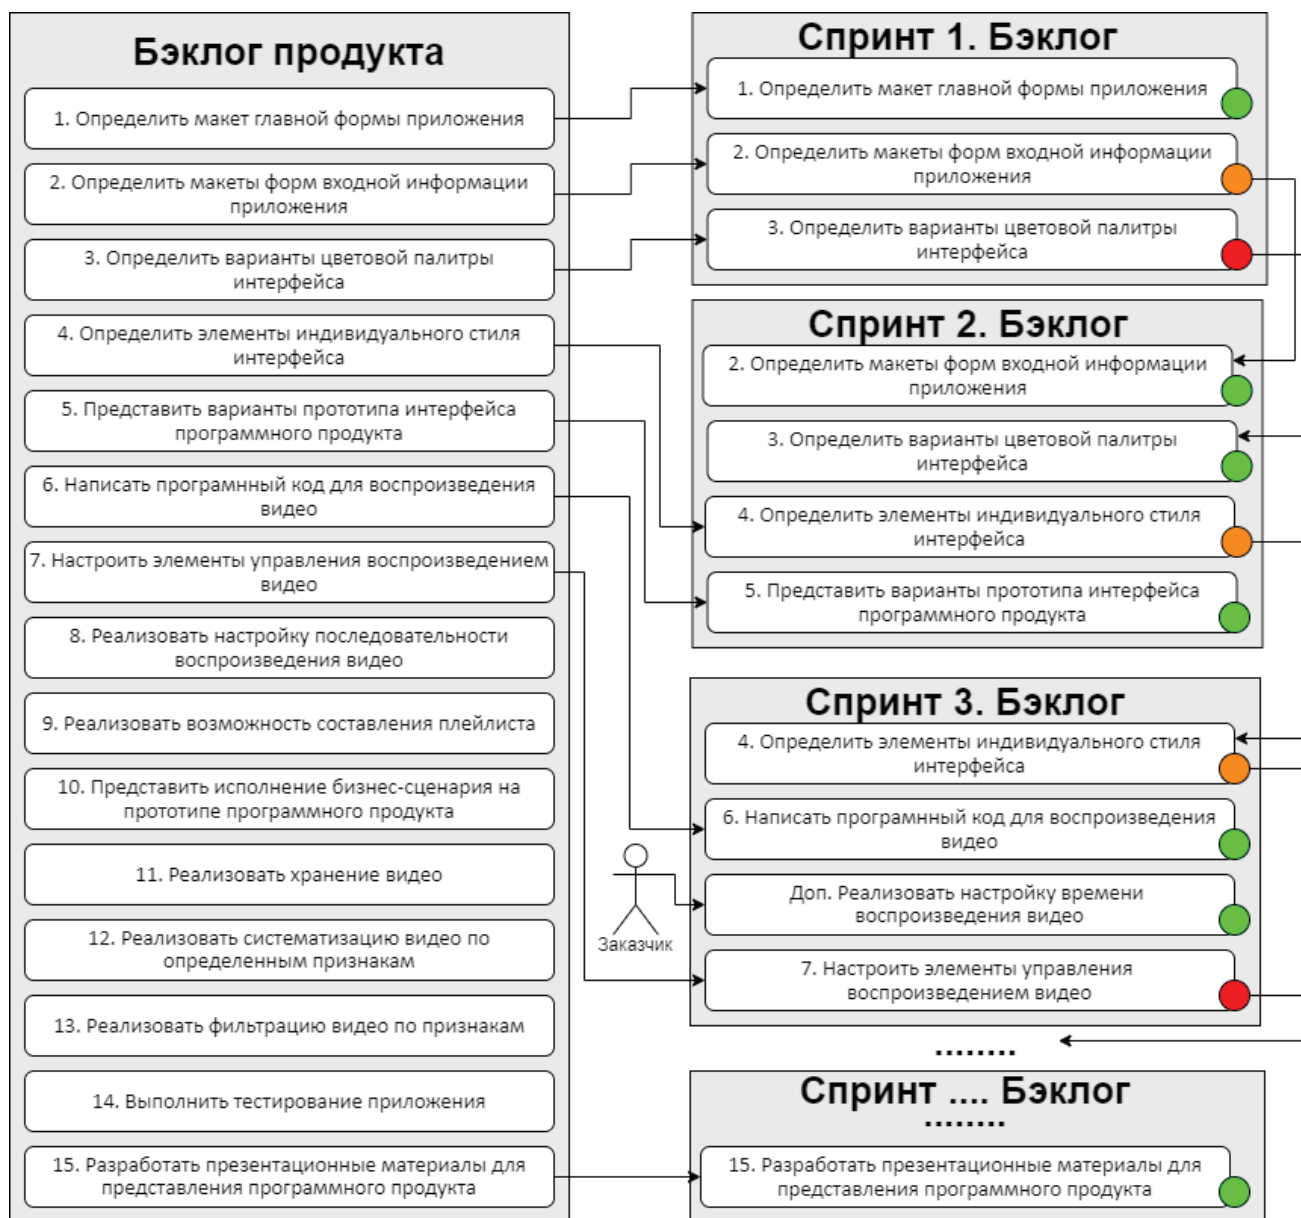 Бэклог продукта
1. Определить макет главной формы приложения
2. Определить макеты форм входной информации
приложения
3. Определить варианты цветовой палитры
интерфейса
4. Определить элементы индивидуального стиля
интерфейса
5. Представить варианты прототипа интерфейса
программного продукта
6. Написать програмнный код для воспроизведения
видео
7. Настроить элементы управления воспроизведением
видео
8. Реализовать настройку последовательности
воспроизведения видео
9. Реализовать возможность составления плейлиста
10. Представить исполнение бизнес-сценария на
прототипе программного продукта
11. Реализовать хранение видео
12. Реализовать систематизацию видео по
определенным признакам
13. Реализовать фильтрацию видео по признакам
14. Выполнить тестирование приложения
15. Разработать презентационные материалы для
представления программного продукта
Спринт 1. Бэклог
1. Определить макет главной формы приложения
2. Определить макеты форм входной информации
приложения
3. Определить варианты цветовой палитры
интерфейса
Спринт 2. Бэклог
2. Определить макеты форм входной информации
приложения
3. Определить варианты цветовой палитры
интерфейса
4. Определить элементы индивидуального стиля
интерфейса
5. Представить варианты прототипа интерфейса
программного продукта
Спринт 3. Бэклог
4. Определить элементы индивидуального стиля
интерфейса
6. Написать програмнный код для воспроизведения
видео
Заказчик
Доп. Реализовать настройку времени
воспроизведения видео
7. Настроить элементы управления
воспроизведением видео
........
Спринт .... Бэклог
........
15. Разработать презентационные материалы для
представления программного продукта